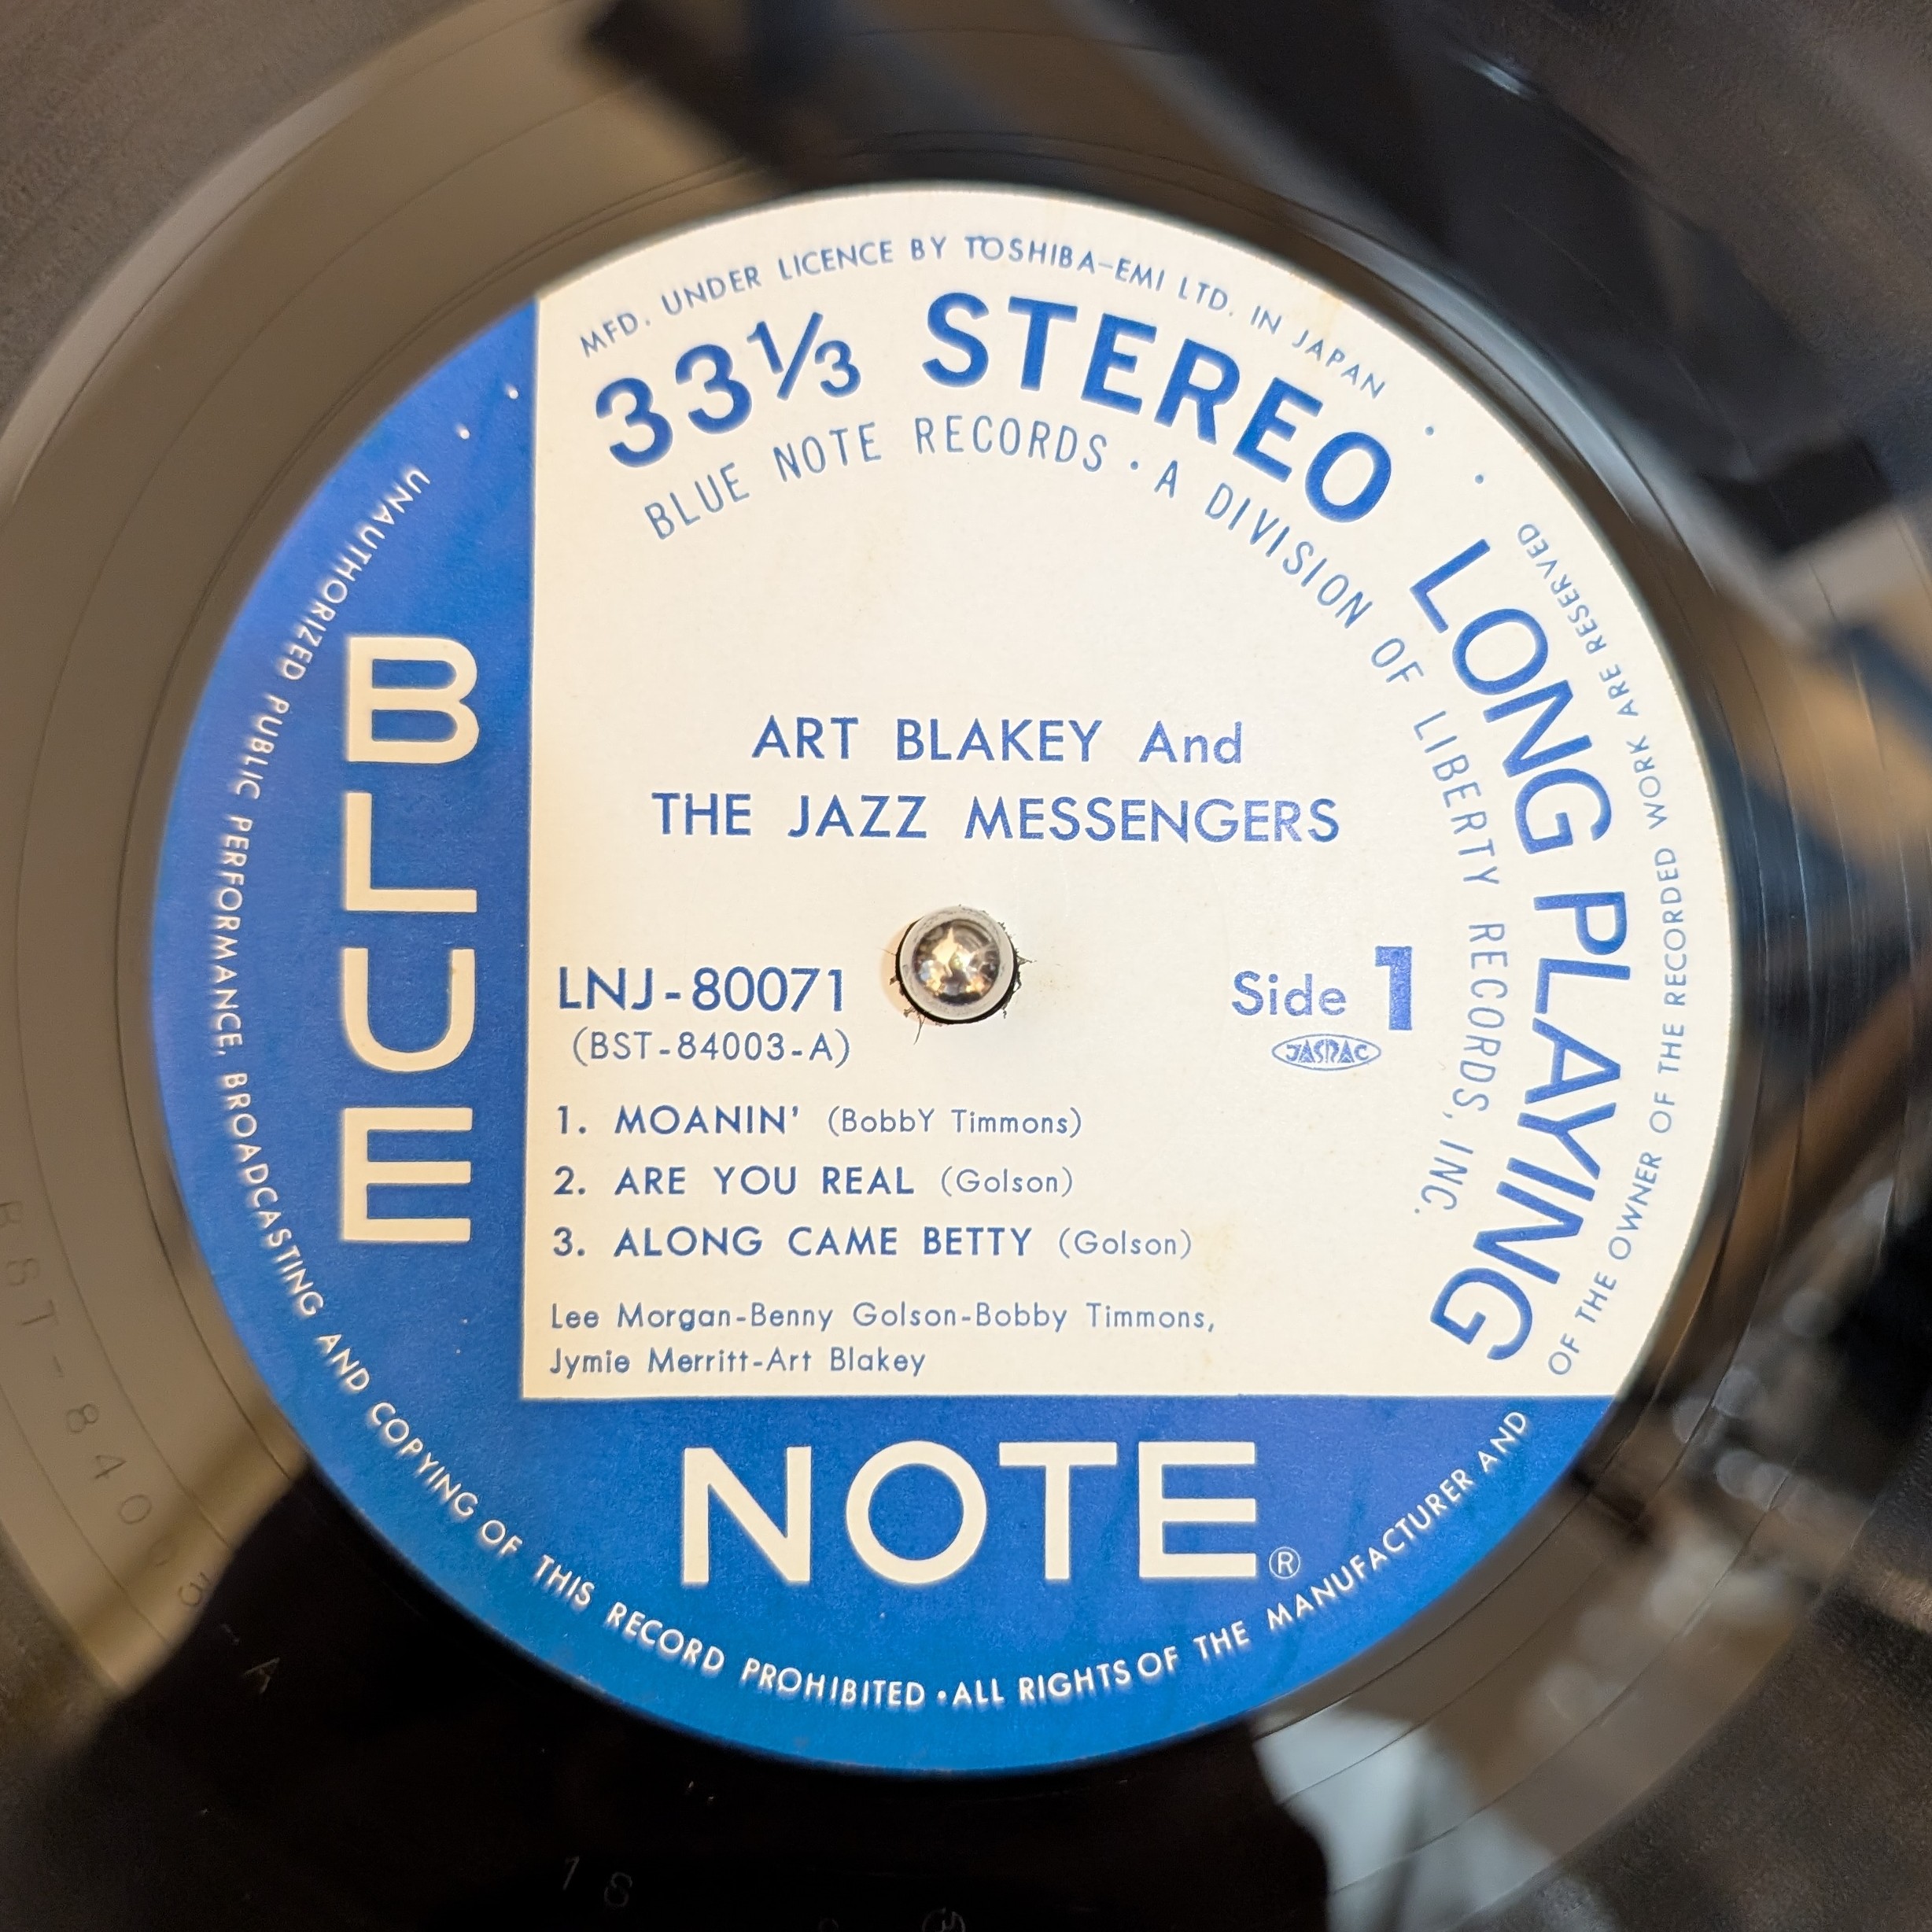 MFD. UNDER LICENCE BY TOSHIBA-EMI LTD. IN JAPAN
33⅓ STEREO LONG PLAYING
BLUE NOTE RECORDS · A DIVISION OF LIBERTY RECORDS, INC.
ART BLAKEY And
THE JAZZ MESSENGERS
LNJ-80071
(BST-84003-A)
Side 1
JASRAC
1. MOANIN' (BobbY Timmons)
2. ARE YOU REAL (Golson)
3. ALONG CAME BETTY (Golson)
Lee Morgan-Benny Golson-Bobby Timmons,
Jymie Merritt-Art Blakey
BLUE
NOTE®
UNAUTHORIZED PUBLIC PERFORMANCE, BROADCASTING AND COPYING OF THIS RECORD PROHIBITED · ALL RIGHTS OF THE MANUFACTURER AND OF THE OWNER OF THE RECORDED WORK ARE RESERVED
BST-84003 A